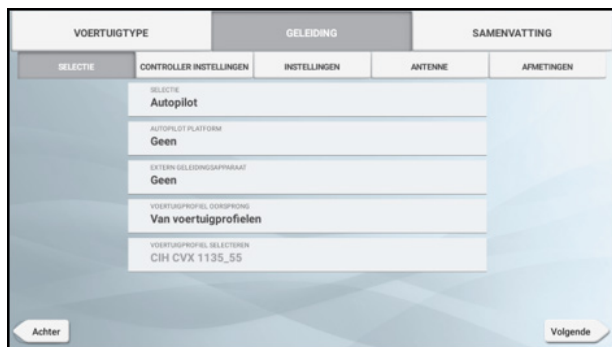 VOERTUIGTYPE
GELEIDING
SAMENVATTING
SELECTIE
CONTROLLER INSTELLINGEN
INSTELLINGEN
ANTENNE
AFMETINGEN
SELECTIE
Autopilot
AUTOPILOT PLATFORM
Geen
EXTERN GELEIDINGSAPPARAAT
Geen
VOERTUIGPROFIEL OORSPRONG
Van voertuigprofielen
VOERTUIGPROFIEL SELECTEREN
CIH CVX 1135_55
Achter
Volgende